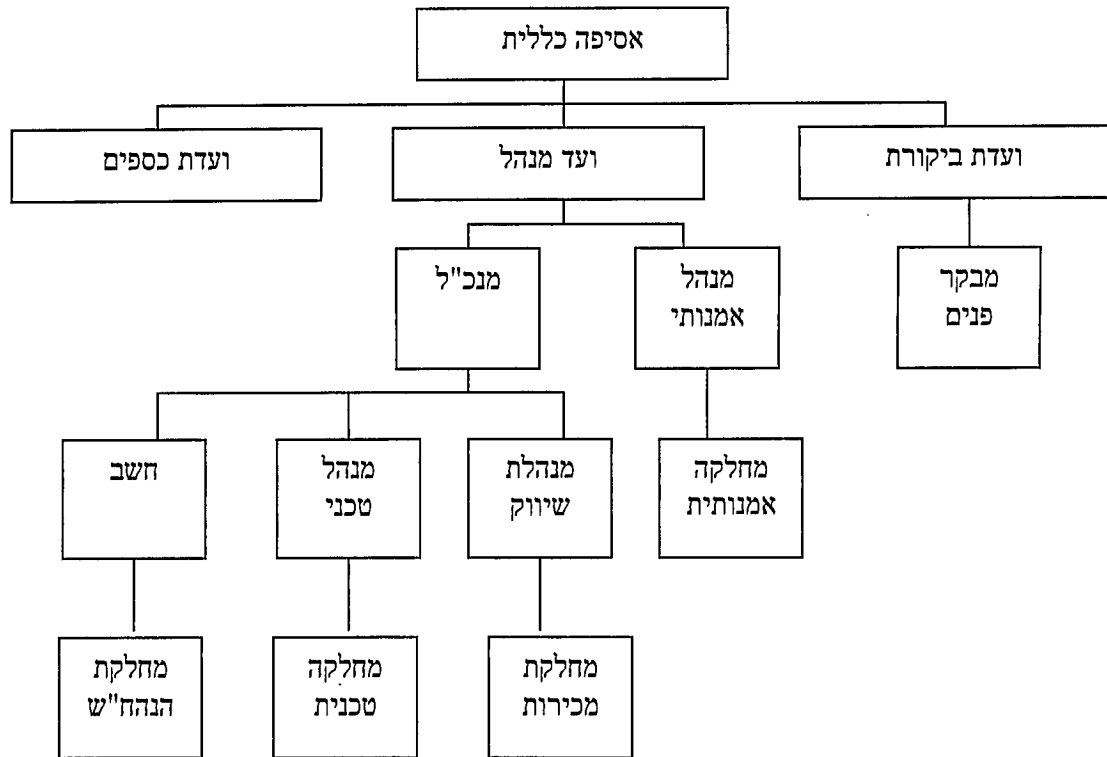 אסיפה כללית
ועדת ביקורת
ועד מנהל
ועדת כספים
מבקר
פנים
מנהל
אמנותי
מנכ"ל
מחלקה
אמנותית
מנהלת
שיווק
מנהל
טכני
חשב
מחלקת
מכירות
מחלקה
טכנית
מחלקת
הנהח"ש